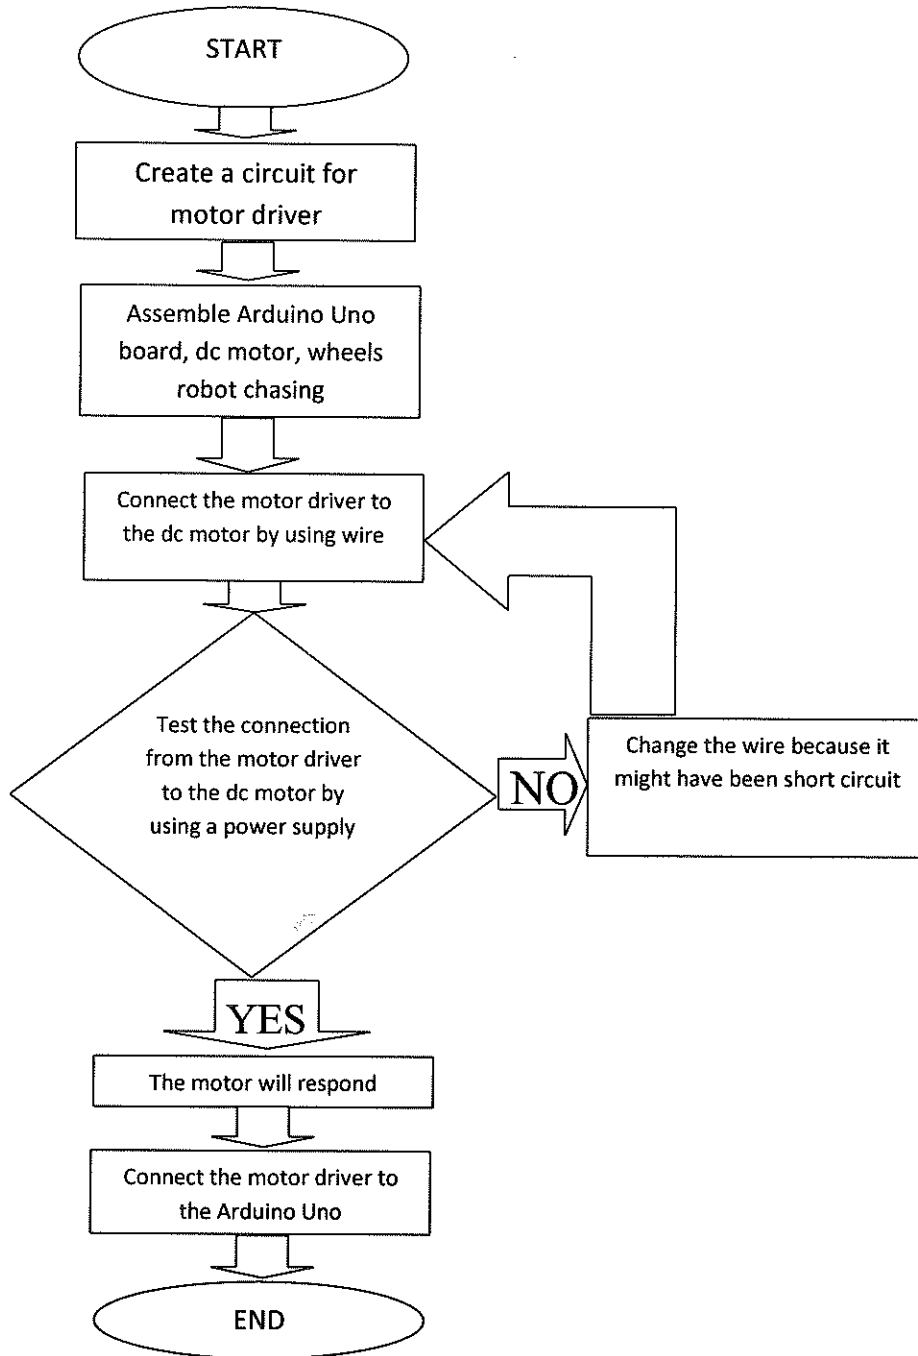 START
Create a circuit for
motor driver
Assemble Arduino Uno
board, dc motor, wheels
robot chasing
Connect the motor driver to
the dc motor by using wire
Test the connection
from the motor driver
to the dc motor by
using a power supply
NO
Change the wire because it
might have been short circuit
YES
The motor will respond
Connect the motor driver to
the Arduino Uno
END